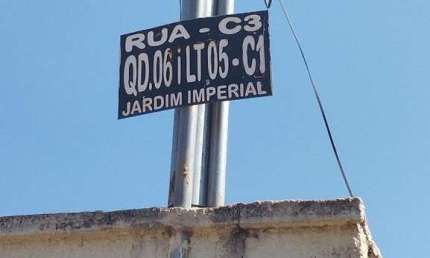 RUA - C3
QD.06 i LT 05 - C1
JARDIM IMPERIAL